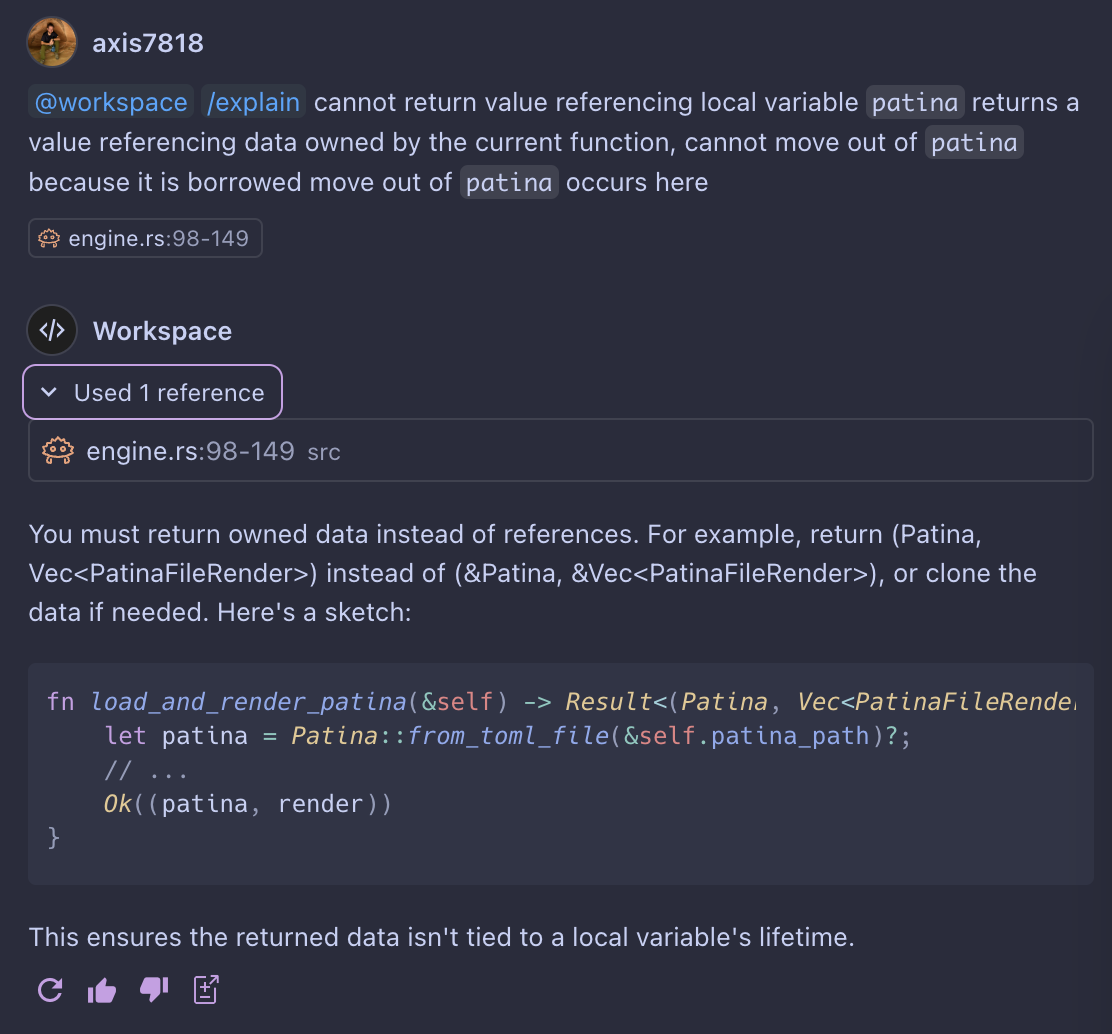 axis7818
@workspace /explain cannot return value referencing local variable patina returns a
value referencing data owned by the current function, cannot move out of patina
because it is borrowed move out of patina occurs here
engine.rs:98-149
Workspace
Used 1 reference
engine.rs:98-149 src
You must return owned data instead of references. For example, return (Patina,
Vec<PatinaFileRender>) instead of (&Patina, &Vec<PatinaFileRender>), or clone the
data if needed. Here's a sketch:
fn load_and_render_patina(&self) -> Result<(Patina, Vec<PatinaFileRender
    let patina = Patina::from_toml_file(&self.patina_path)?;
    // ...
    Ok((patina, render))
}
This ensures the returned data isn't tied to a local variable's lifetime.